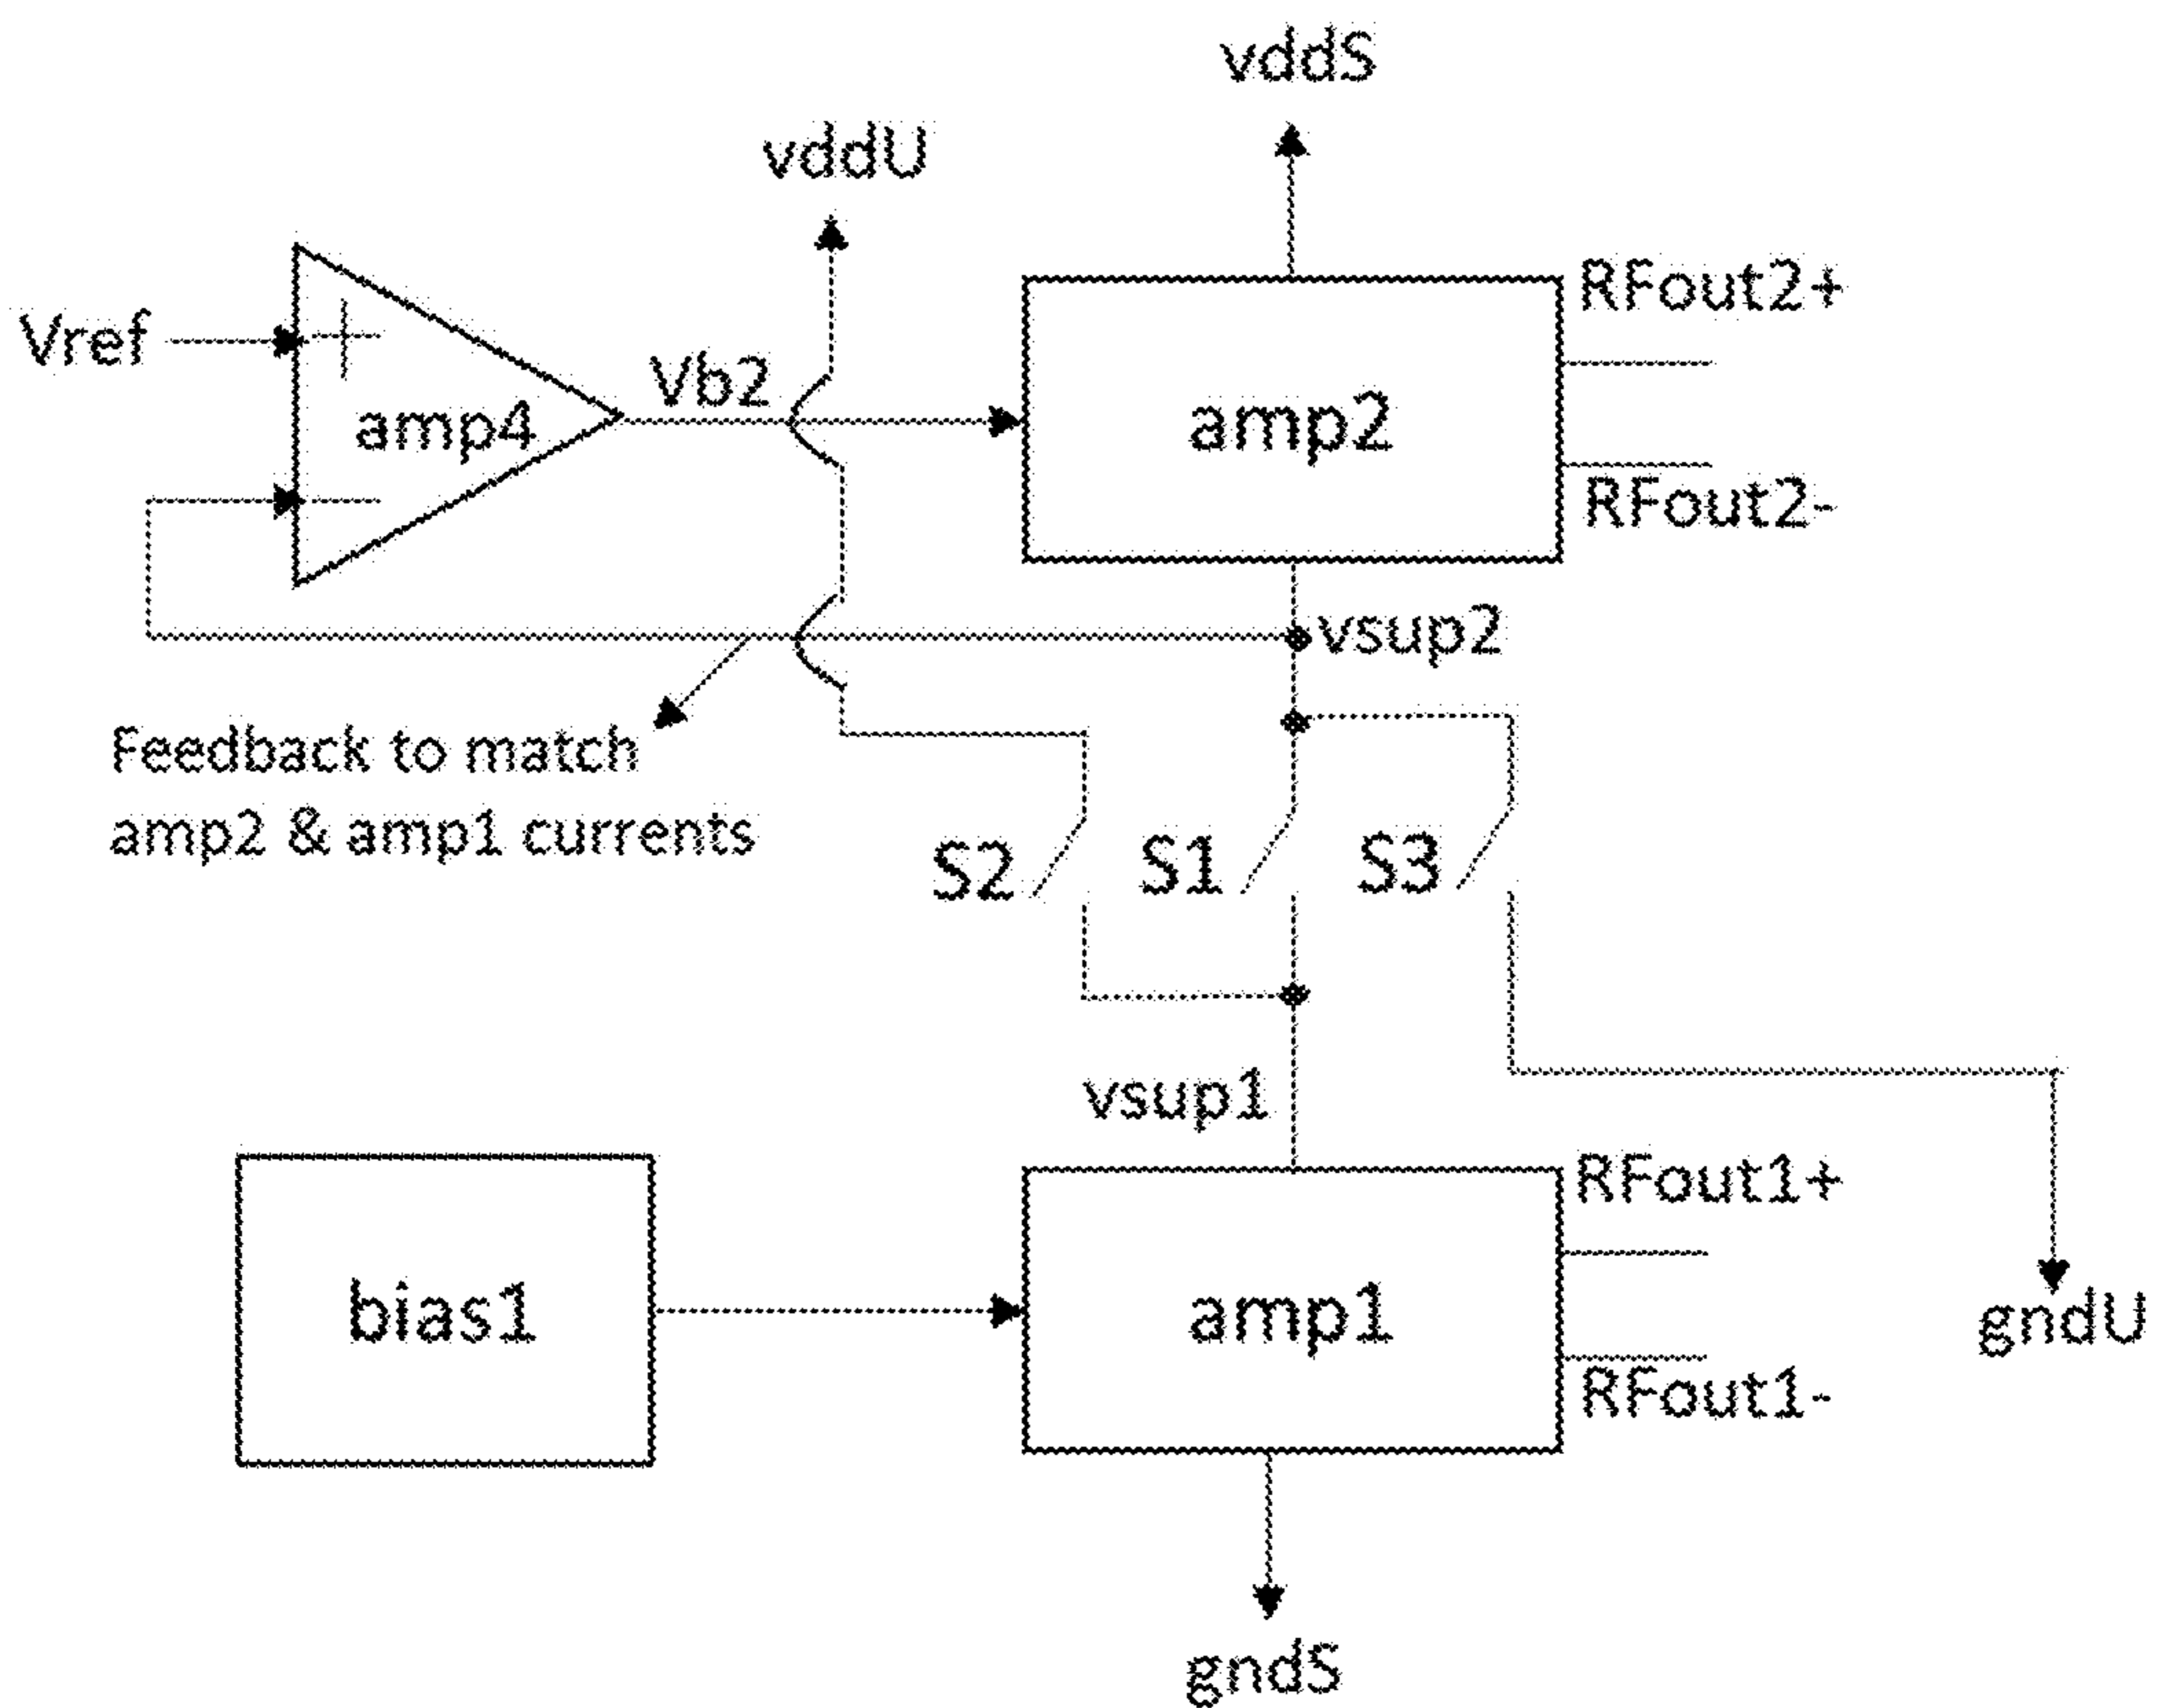 vddS
vddU
RFout2+
Vref
+
Vb2
amp4
amp2
-
RFout2-
vsup2
Feedback to match
amp2 & amp1 currents
S2
S1
S3
vsup1
RFout1+
bias1
amp1
gndU
RFout1-
gndS